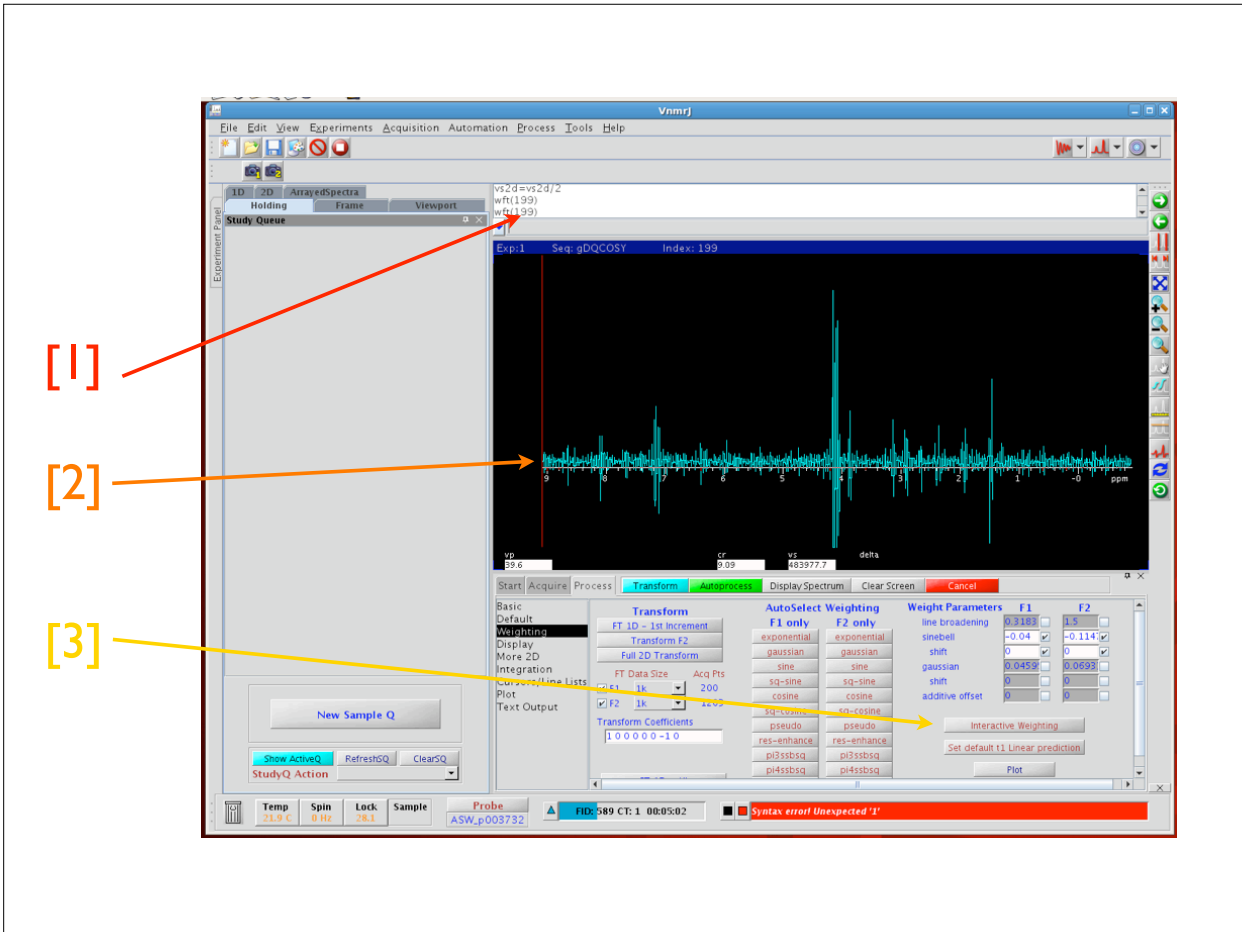 VnmrJ
File Edit View Experiments Acquisition Automation Process Tools Help
1D 2D ArrayedSpectra
Holding Frame Viewport
Study Queue
Experiment Panel
vs2d=vs2d/2
wft(199)
wft(199)
Exp:1 Seq: gDQCOSY Index: 199
[1]
[2]
[3]
9 8 7 6 5 4 3 2 1 -0 ppm
vp cr vs delta
39.6 9.09 483977.7
Start Acquire Process Transform Autoprocess Display Spectrum Clear Screen Cancel
Basic
Default
Weighting
Display
More 2D
Integration
Cursors/Line Lists
Plot
Text Output
Transform
FT 1D - 1st Increment
Transform F2
Full 2D Transform
FT Data Size Acq Pts
F1 1k 200
F2 1k
Transform Coefficients
1 0 0 0 0 0 -1 0
AutoSelect Weighting
F1 only F2 only
exponential exponential
gaussian gaussian
sine sine
sq-sine sq-sine
cosine cosine
sq-cosine sq-cosine
pseudo pseudo
res-enhance res-enhance
pi3ssbsq pi3ssbsq
pi4ssbsq pi4ssbsq
Weight Parameters F1 F2
line broadening 0.3183 1.5
sinebell -0.04 -0.114
shift 0 0
gaussian 0.0459 0.0693
shift 0 0
additive offset 0 0
Interactive Weighting
Set default t1 Linear prediction
Plot
New Sample Q
Show ActiveQ RefreshSQ ClearSQ
StudyQ Action
Temp Spin Lock Sample Probe
21.9 C 0 Hz 28.1 ASW_p003732
FID: 589 CT: 1 00:05:02
Syntax error! Unexpected '1'